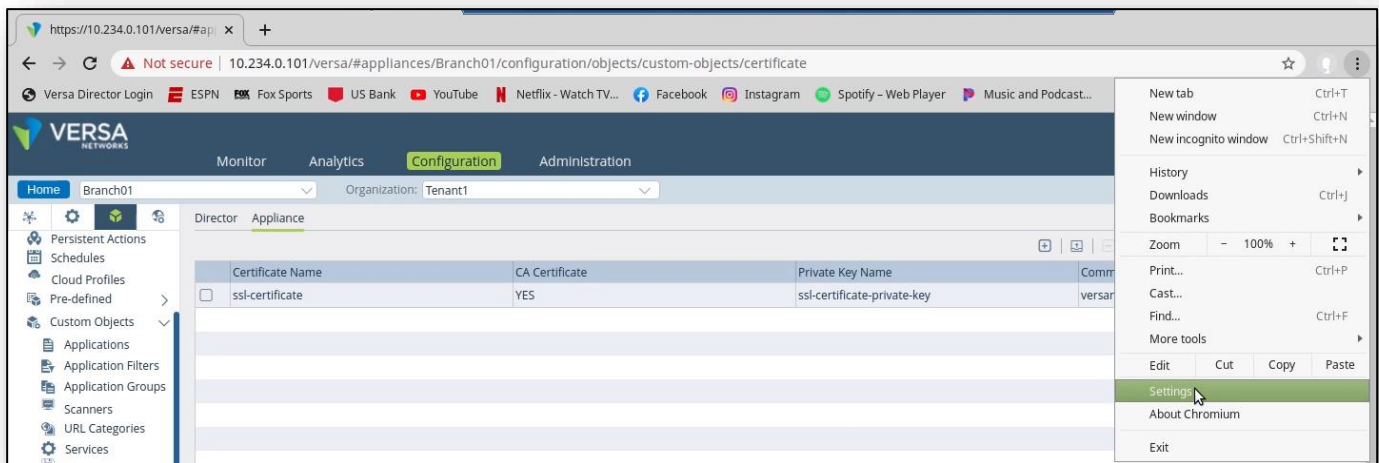 https://10.234.0.101/versa/#ap
Not secure | 10.234.0.101/versa/#appliances/Branch01/configuration/objects/custom-objects/certificate
Versa Director Login ESPN FOX Fox Sports US Bank YouTube Netflix - Watch TV... Facebook Instagram Spotify – Web Player Music and Podcast...
VERSA
NETWORKS
Monitor Analytics Configuration Administration
Home Branch01 Organization: Tenant1
Director Appliance
Persistent Actions
Schedules
Cloud Profiles
Pre-defined
Custom Objects
Applications
Application Filters
Application Groups
Scanners
URL Categories
Services
Certificate Name CA Certificate Private Key Name Comm
ssl-certificate YES ssl-certificate-private-key versar
New tab Ctrl+T
New window Ctrl+N
New incognito window Ctrl+Shift+N
History
Downloads Ctrl+J
Bookmarks
Zoom - 100% +
Print... Ctrl+P
Cast...
Find... Ctrl+F
More tools
Edit Cut Copy Paste
Settings
About Chromium
Exit